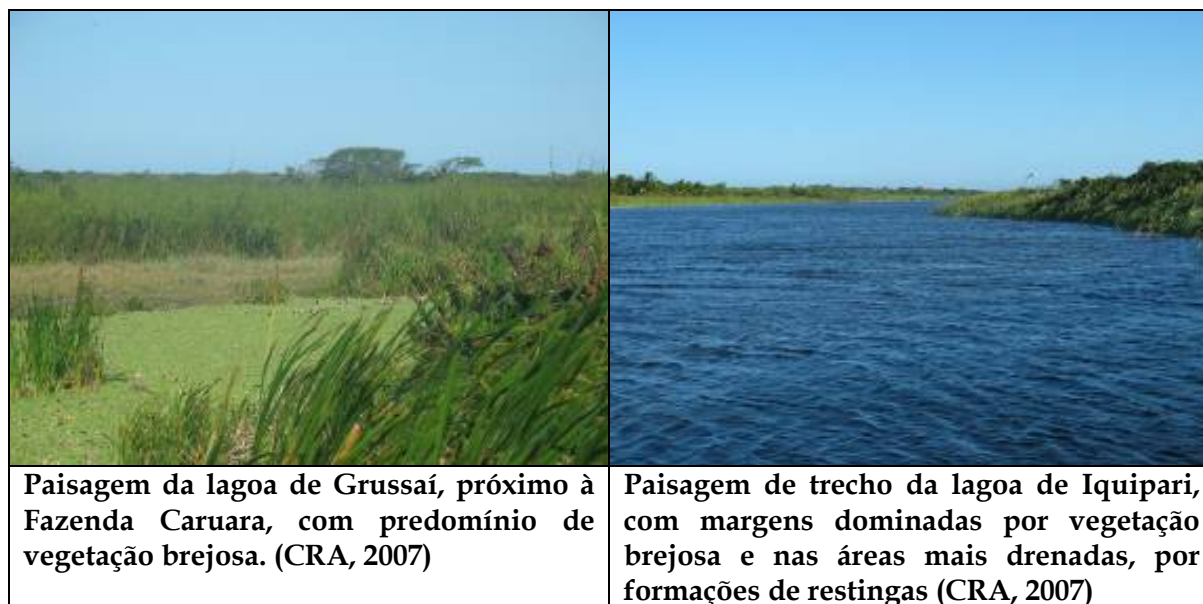 Paisagem da lagoa de Grussaí, próximo à
Fazenda Caruara, com predomínio de
vegetação brejosa. (CRA, 2007)
Paisagem de trecho da lagoa de Iquipari,
com margens dominadas por vegetação
brejosa e nas áreas mais drenadas, por
formações de restingas (CRA, 2007)